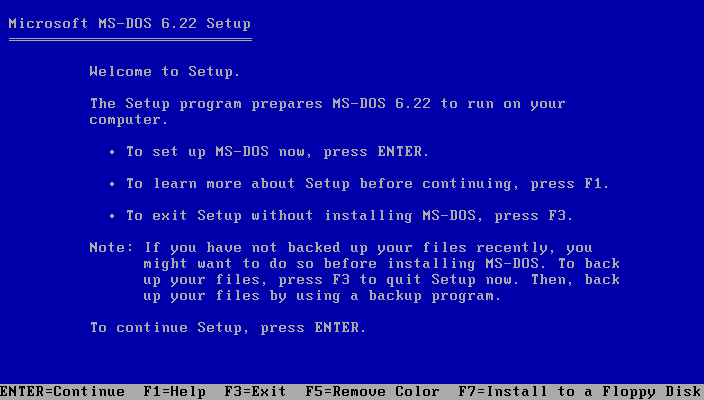 Microsoft MS-DOS 6.22 Setup
Welcome to Setup.
The Setup program prepares MS-DOS 6.22 to run on your
computer.
• To set up MS-DOS now, press ENTER.
• To learn more about Setup before continuing, press F1.
• To exit Setup without installing MS-DOS, press F3.
Note: If you have not backed up your files recently, you
might want to do so before installing MS-DOS. To back
up your files, press F3 to quit Setup now. Then, back
up your files by using a backup program.
To continue Setup, press ENTER.
ENTER=Continue  F1=Help  F3=Exit  F5=Remove Color  F7=Install to a Floppy Disk